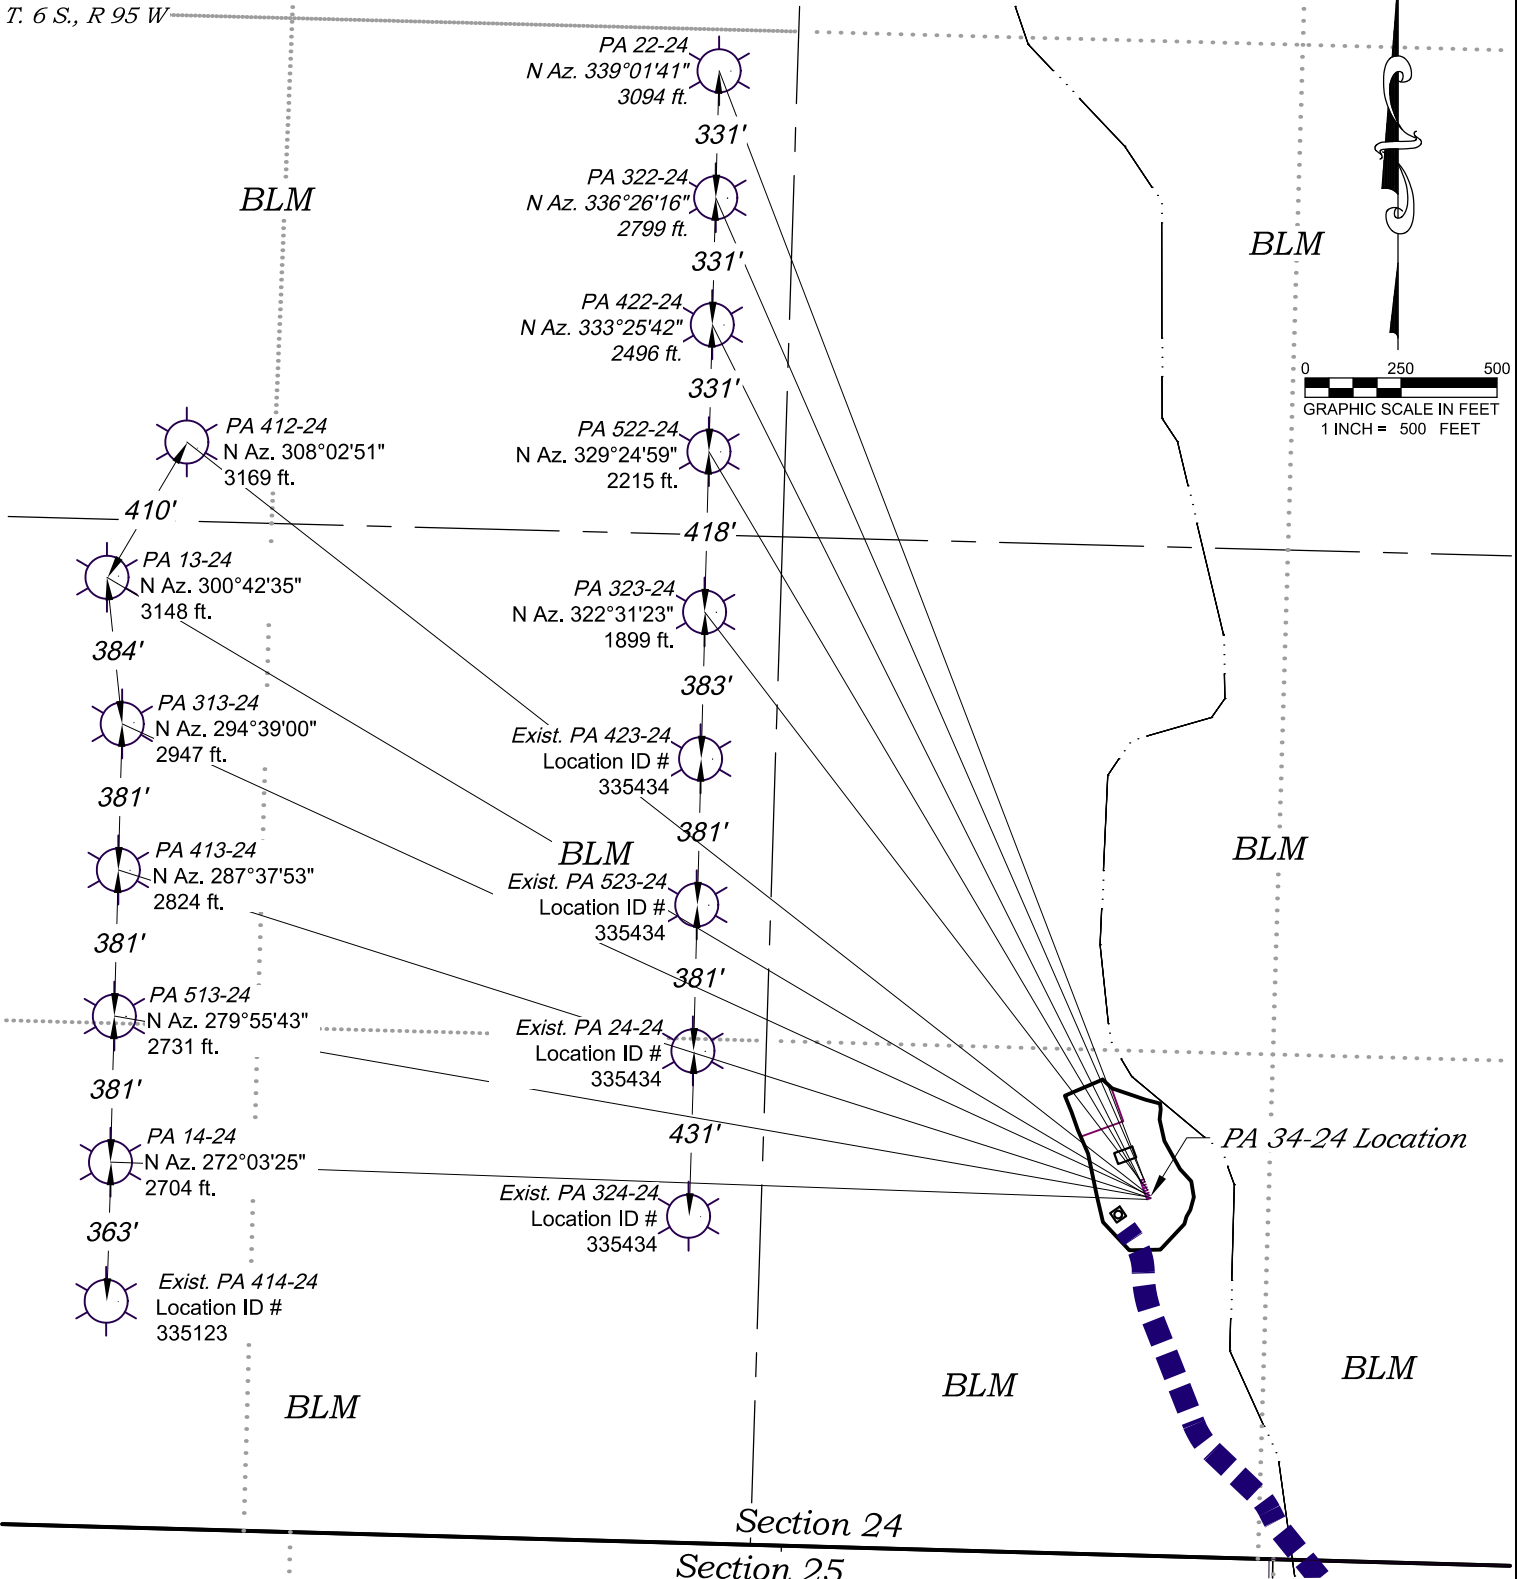 T. 6 S., R 95 W
PA 22-24
N Az. 339°01'41"
3094 ft.
331'
PA 322-24
N Az. 336°26'16"
2799 ft.
331'
PA 422-24
N Az. 333°25'42"
2496 ft.
331'
PA 522-24
N Az. 329°24'59"
2215 ft.
418'
PA 323-24
N Az. 322°31'23"
1899 ft.
383'
Exist. PA 423-24
Location ID #
335434
381'
Exist. PA 523-24
Location ID #
335434
381'
Exist. PA 24-24
Location ID #
335434
431'
Exist. PA 324-24
Location ID #
335434
BLM
PA 412-24
N Az. 308°02'51"
3169 ft.
410'
PA 13-24
N Az. 300°42'35"
3148 ft.
384'
PA 313-24
N Az. 294°39'00"
2947 ft.
381'
PA 413-24
N Az. 287°37'53"
2824 ft.
381'
PA 513-24
N Az. 279°55'43"
2731 ft.
381'
PA 14-24
N Az. 272°03'25"
2704 ft.
363'
Exist. PA 414-24
Location ID #
335123
BLM
BLM
BLM
0 250 500
GRAPHIC SCALE IN FEET
1 INCH = 500 FEET
BLM
PA 34-24 Location
BLM
BLM
Section 24
Section 25